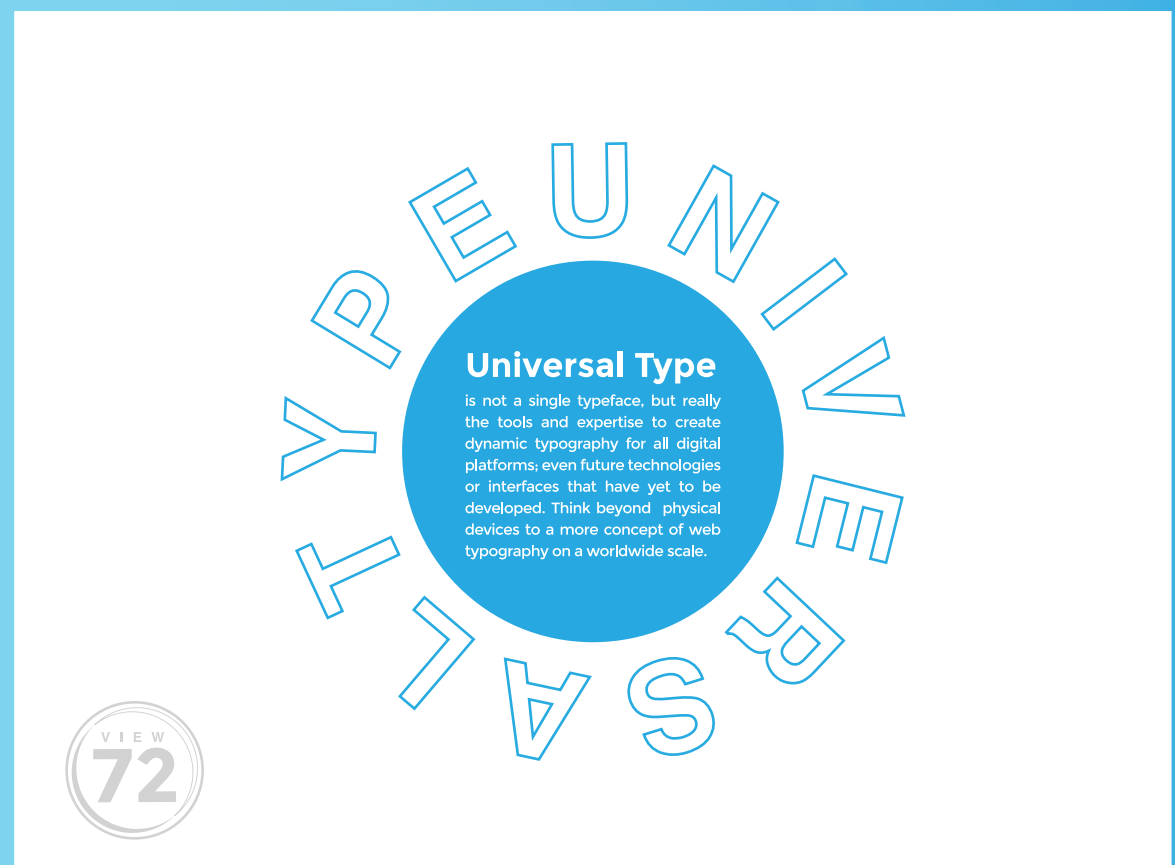 UNIVERSAL TYPE
Universal Type
is not a single typeface, but really
the tools and expertise to create
dynamic typography for all digital
platforms; even future technologies
or interfaces that have yet to be
developed. Think beyond physical
devices to a more concept of web
typography on a worldwide scale.
VIEW
72